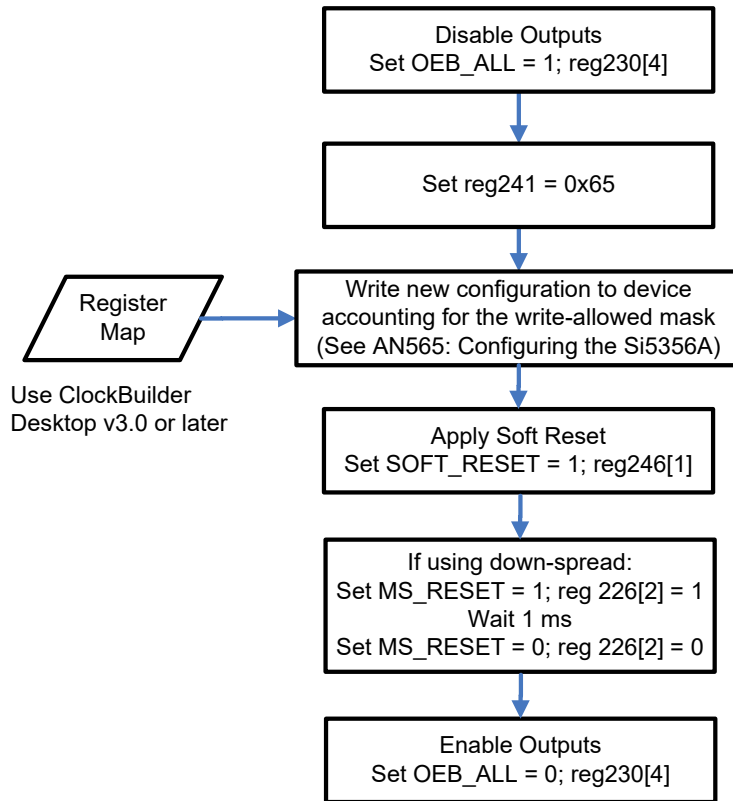 Disable Outputs
Set OEB_ALL = 1; reg230[4]
Set reg241 = 0x65
Register
Map
Use ClockBuilder
Desktop v3.0 or later
Write new configuration to device
accounting for the write-allowed mask
(See AN565: Configuring the Si5356A)
Apply Soft Reset
Set SOFT_RESET = 1; reg246[1]
If using down-spread:
Set MS_RESET = 1; reg 226[2] = 1
Wait 1 ms
Set MS_RESET = 0; reg 226[2] = 0
Enable Outputs
Set OEB_ALL = 0; reg230[4]